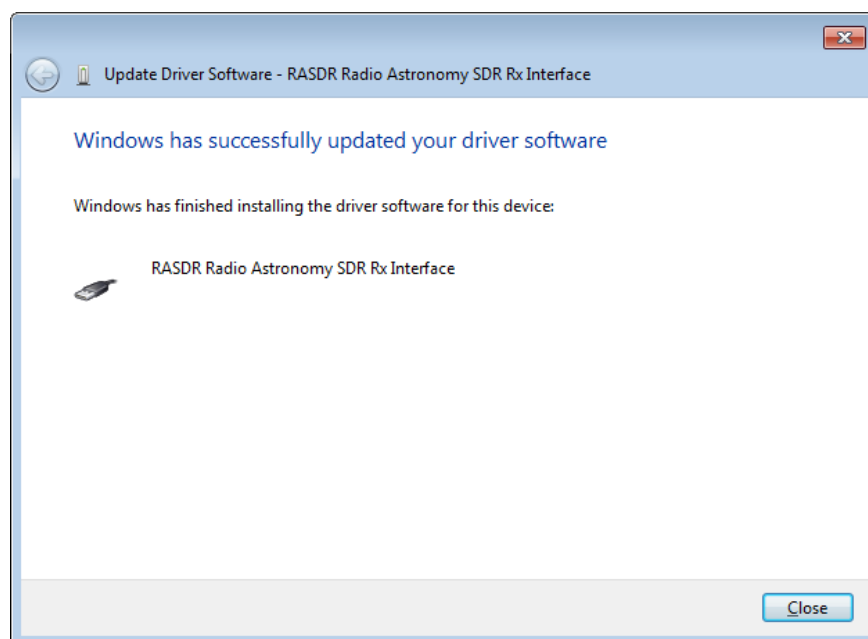 Update Driver Software - RASDR Radio Astronomy SDR Rx Interface
Windows has successfully updated your driver software
Windows has finished installing the driver software for this device:
RASDR Radio Astronomy SDR Rx Interface
Close